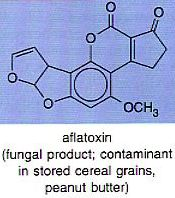 O O
O
O O OCH₃
aflatoxin
(fungal product; contaminant
in stored cereal grains,
peanut butter)